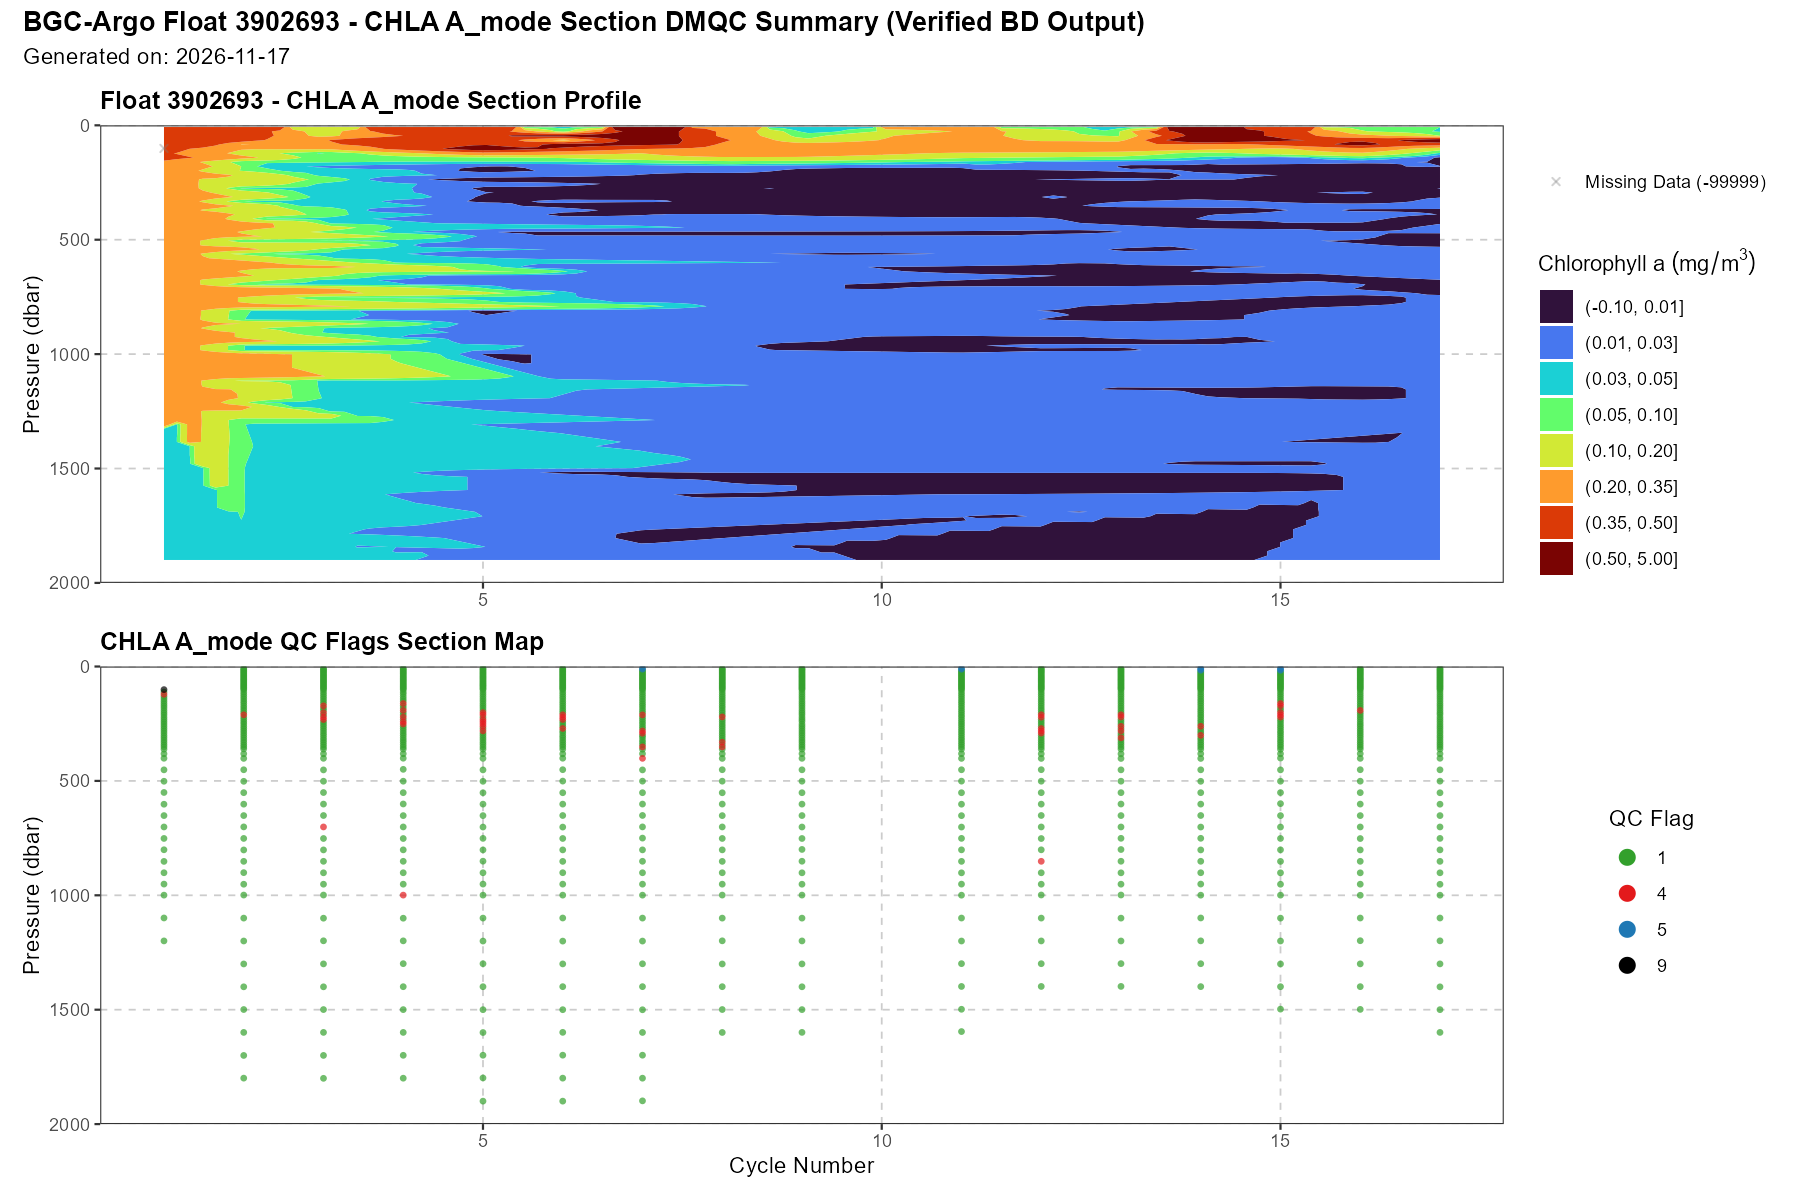 BGC-Argo Float 3902693 - CHLA A_mode Section DMQC Summary (Verified BD Output)
Generated on: 2026-11-17
Float 3902693 - CHLA A_mode Section Profile
Pressure (dbar)
0
500
1000
1500
2000
5
10
15
Missing Data (-99999)
Chlorophyll a (mg/m³)
(-0.10, 0.01]
(0.01, 0.03]
(0.03, 0.05]
(0.05, 0.10]
(0.10, 0.20]
(0.20, 0.35]
(0.35, 0.50]
(0.50, 5.00]
CHLA A_mode QC Flags Section Map
Pressure (dbar)
0
500
1000
1500
2000
5
10
15
Cycle Number
QC Flag
1
4
5
9